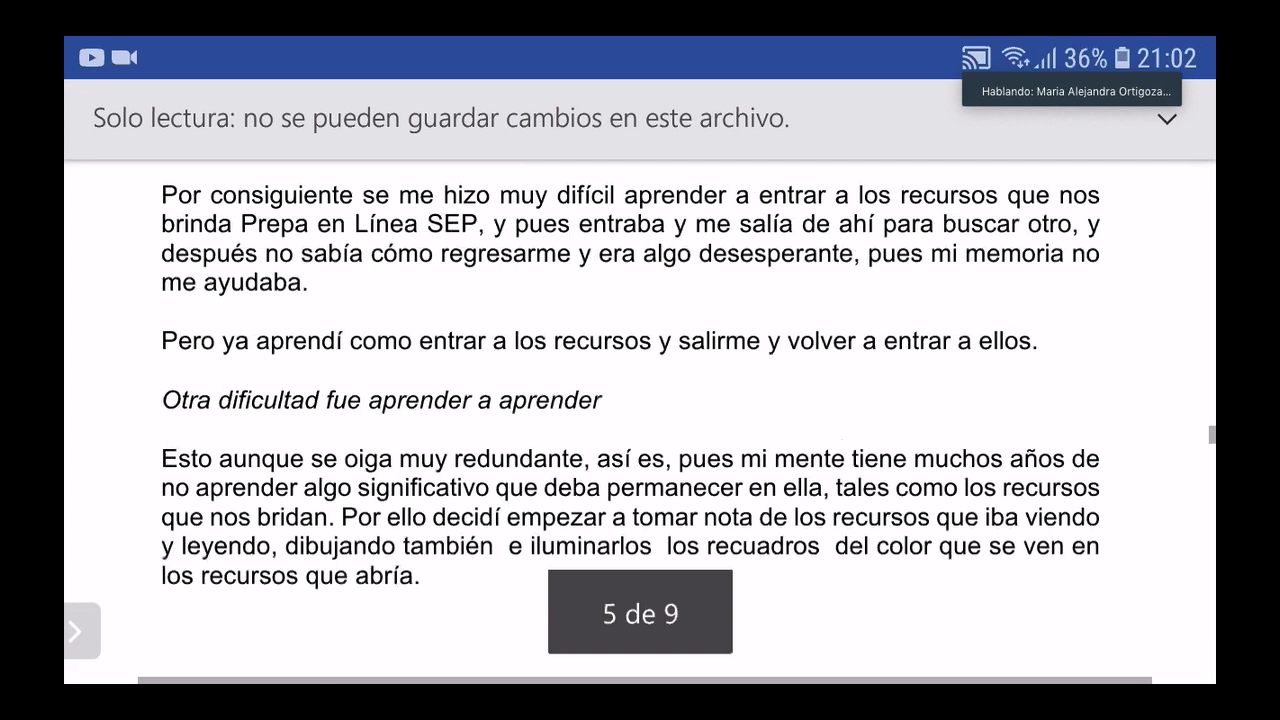 36% 21:02
Hablando: Maria Alejandra Ortigoza...
Solo lectura: no se pueden guardar cambios en este archivo.
Por consiguiente se me hizo muy difícil aprender a entrar a los recursos que nos
brinda Prepa en Línea SEP, y pues entraba y me salía de ahí para buscar otro, y
después no sabía cómo regresarme y era algo desesperante, pues mi memoria no
me ayudaba.
Pero ya aprendí como entrar a los recursos y salirme y volver a entrar a ellos.
Otra dificultad fue aprender a aprender
Esto aunque se oiga muy redundante, así es, pues mi mente tiene muchos años de
no aprender algo significativo que deba permanecer en ella, tales como los recursos
que nos bridan. Por ello decidí empezar a tomar nota de los recursos que iba viendo
y leyendo, dibujando también e iluminarlos los recuadros del color que se ven en
los recursos que abría.
5 de 9